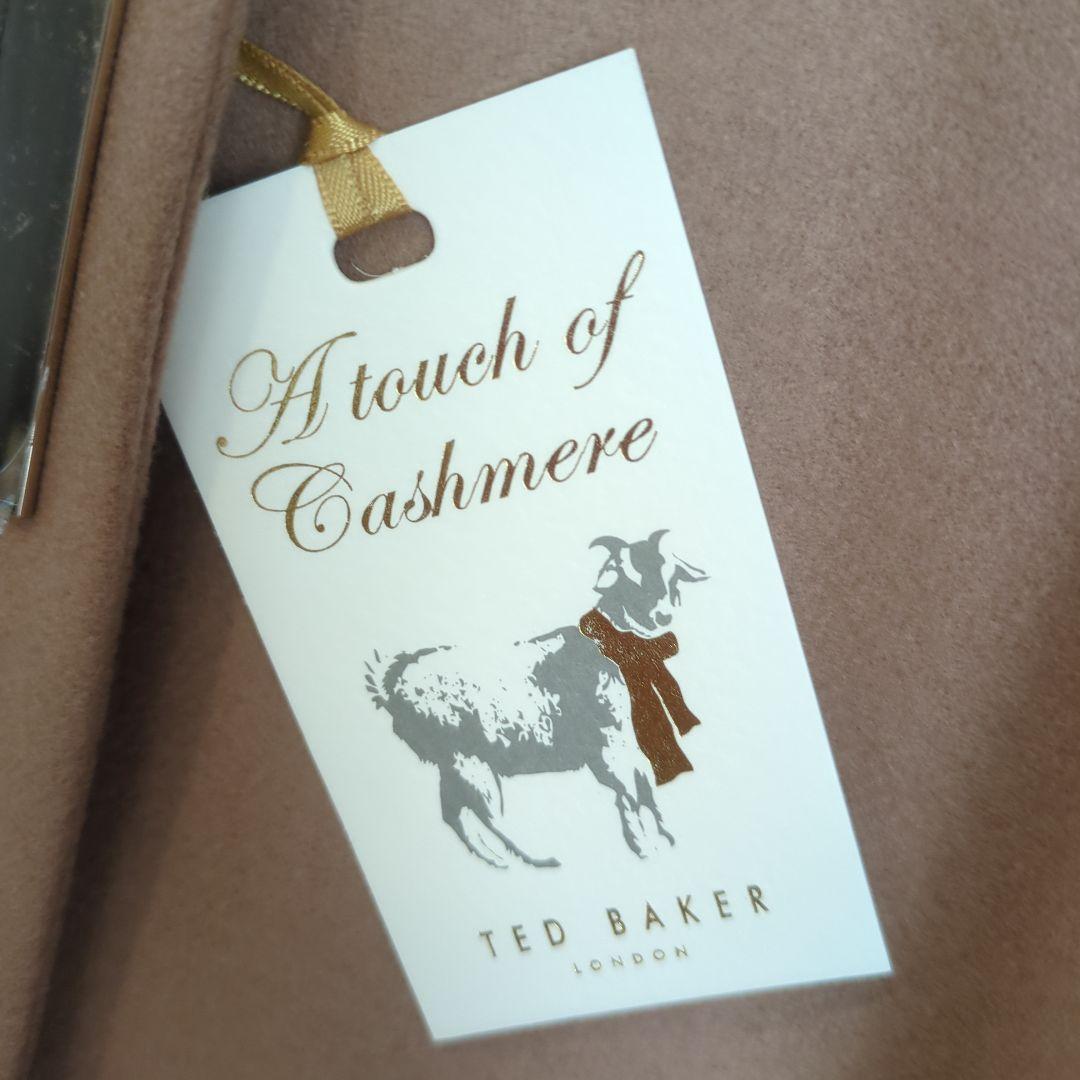 A touch of
Cashmere
TED BAKER
LONDON